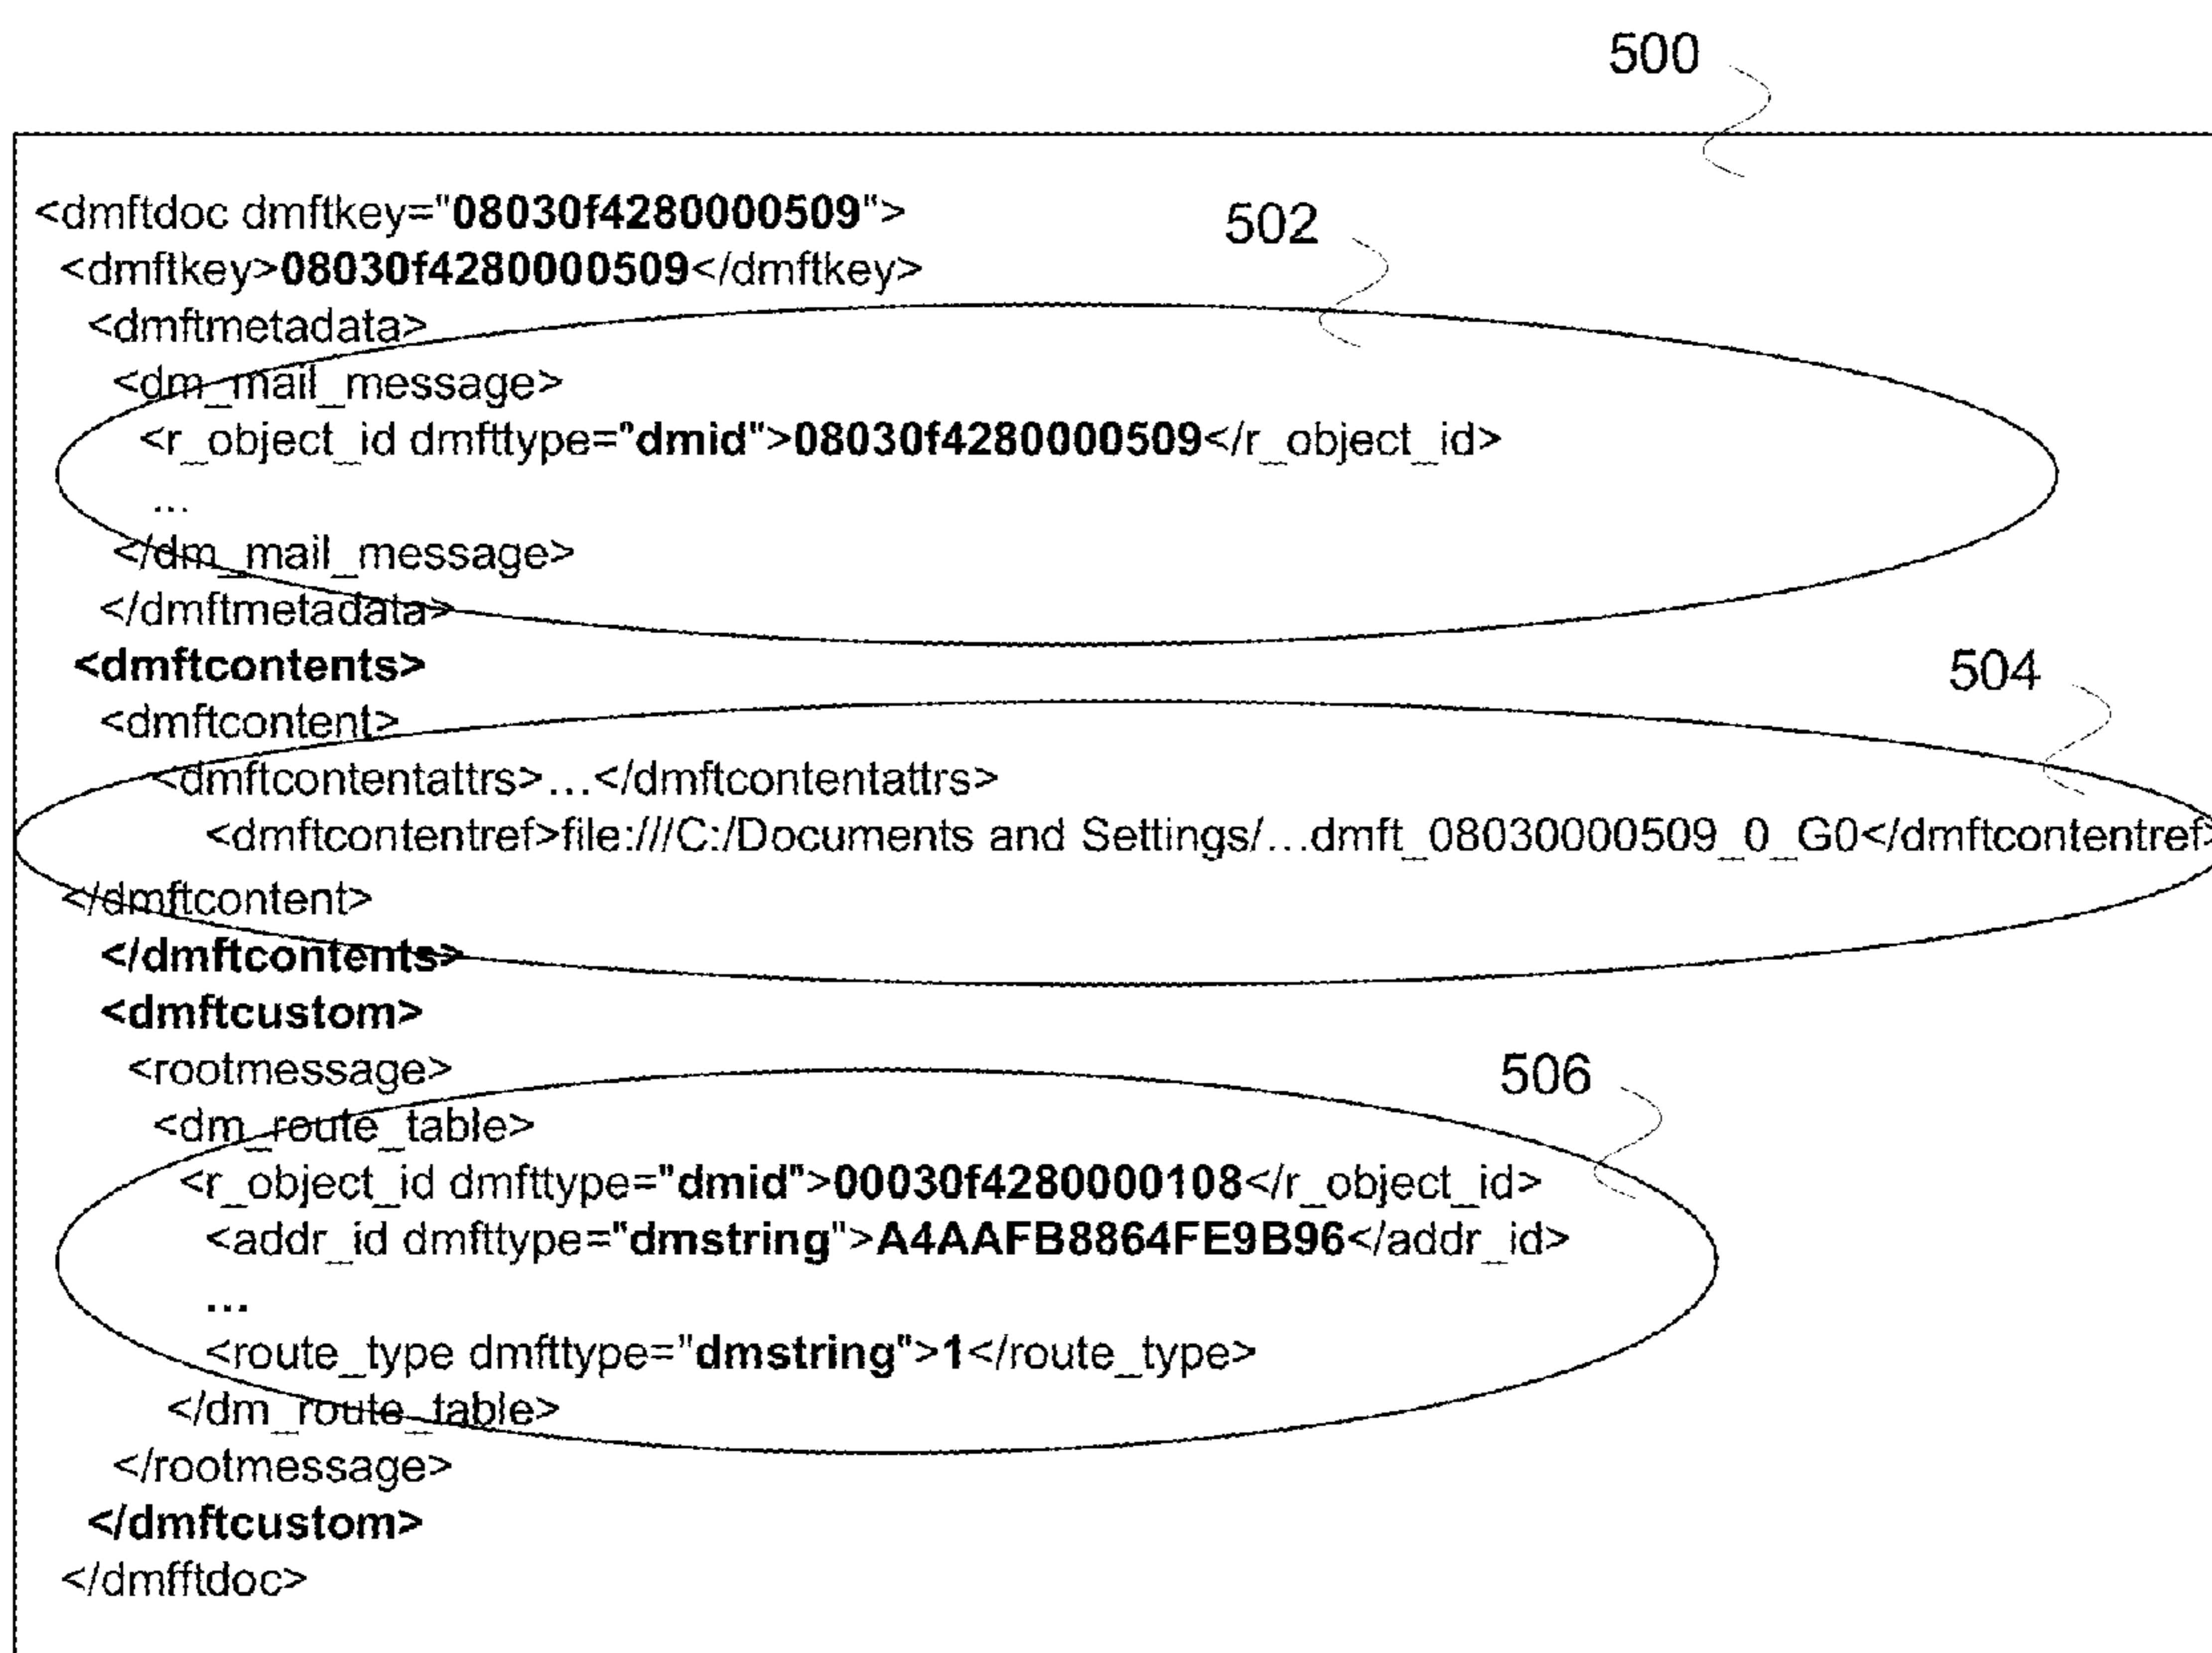 500
<dmftdoc dmftkey="08030f4280000509">
502
<dmftkey>08030f4280000509</dmftkey>
<dmftmetadata>
<dm_mail_message>
<r_object_id dmfttype="dmid">08030f4280000509</r_object_id>
...
</dm_mail_message>
</dmftmetadata>
<dmftcontents>
504
<dmftcontent>
<dmftcontentattrs>...</dmftcontentattrs>
<dmftcontentref>file:///C:/Documents and Settings/...dmft_08030000509_0_G0</dmftcontentref>
</dmftcontent>
</dmftcontents>
<dmftcustom>
<rootmessage>
506
<dm_route_table>
<r_object_id dmfttype="dmid">00030f4280000108</r_object_id>
<addr_id dmfttype="dmstring">A4AAFB8864FE9B96</addr_id>
...
<route_type dmfttype="dmstring">1</route_type>
</dm_route_table>
</rootmessage>
</dmftcustom>
</dmfftdoc>